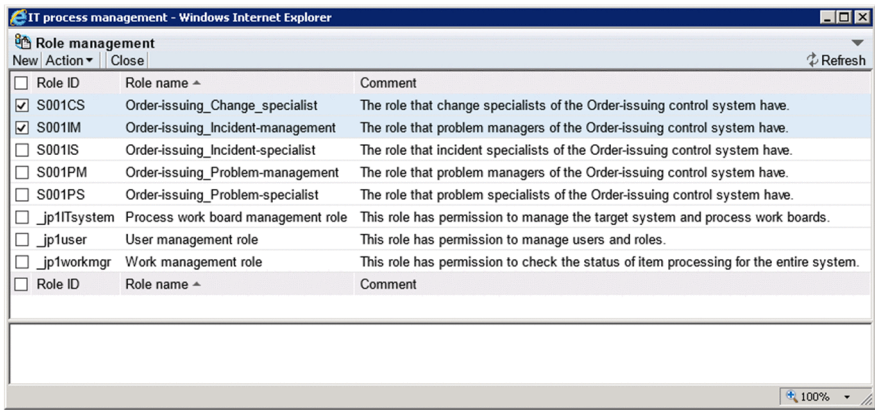 IT process management - Windows Internet Explorer
Role management
New Action Close Refresh
Role ID Role name Comment
S001CS Order-issuing_Change_specialist The role that change specialists of the Order-issuing control system have.
S001IM Order-issuing_Incident-management The role that problem managers of the Order-issuing control system have.
S001IS Order-issuing_Incident-specialist The role that incident specialists of the Order-issuing control system have.
S001PM Order-issuing_Problem-management The role that problem managers of the Order-issuing control system have.
S001PS Order-issuing_Problem-specialist The role that problem specialists of the Order-issuing control system have.
_jp1ITsystem Process work board management role This role has permission to manage the target system and process work boards.
_jp1user User management role This role has permission to manage users and roles.
_jp1workmgr Work management role This role has permission to check the status of item processing for the entire system.
Role ID Role name Comment
100%